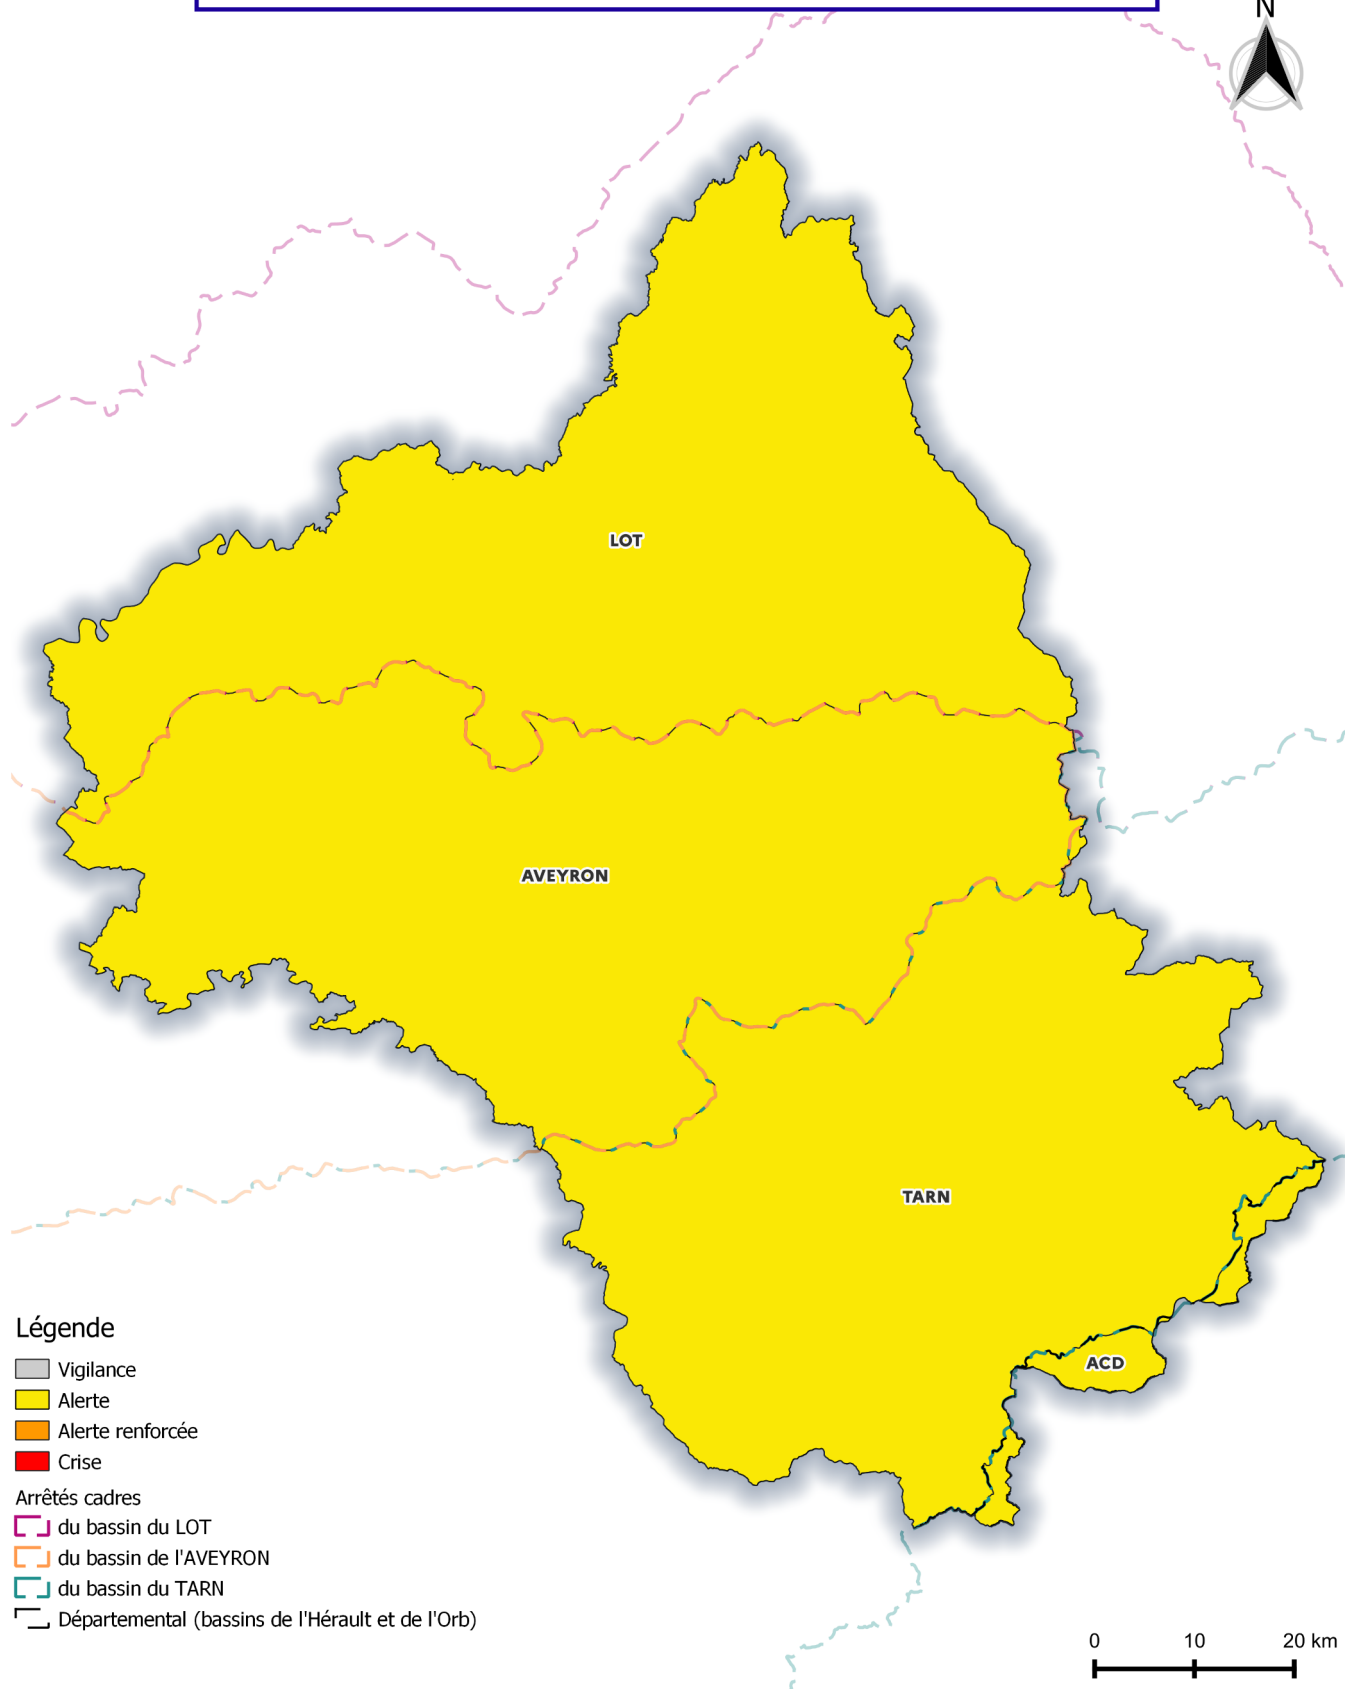 N
LOT
AVEYRON
TARN
ACD
Légende
Vigilance
Alerte
Alerte renforcée
Crise
Arrêtés cadres
du bassin du LOT
du bassin de l'AVEYRON
du bassin du TARN
Départemental (bassins de l'Hérault et de l'Orb)
0 10 20 km